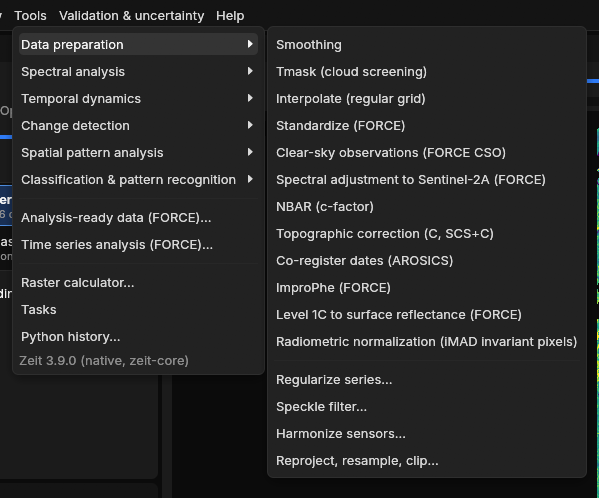 Tools Validation & uncertainty Help
Data preparation
Spectral analysis
Temporal dynamics
Change detection
Spatial pattern analysis
Classification & pattern recognition
Analysis-ready data (FORCE)...
Time series analysis (FORCE)...
Raster calculator...
Tasks
Python history...
Zeit 3.9.0 (native, zeit-core)
Smoothing
Tmask (cloud screening)
Interpolate (regular grid)
Standardize (FORCE)
Clear-sky observations (FORCE CSO)
Spectral adjustment to Sentinel-2A (FORCE)
NBAR (c-factor)
Topographic correction (C, SCS+C)
Co-register dates (AROSICS)
ImproPhe (FORCE)
Level 1C to surface reflectance (FORCE)
Radiometric normalization (iMAD invariant pixels)
Regularize series...
Speckle filter...
Harmonize sensors...
Reproject, resample, clip...